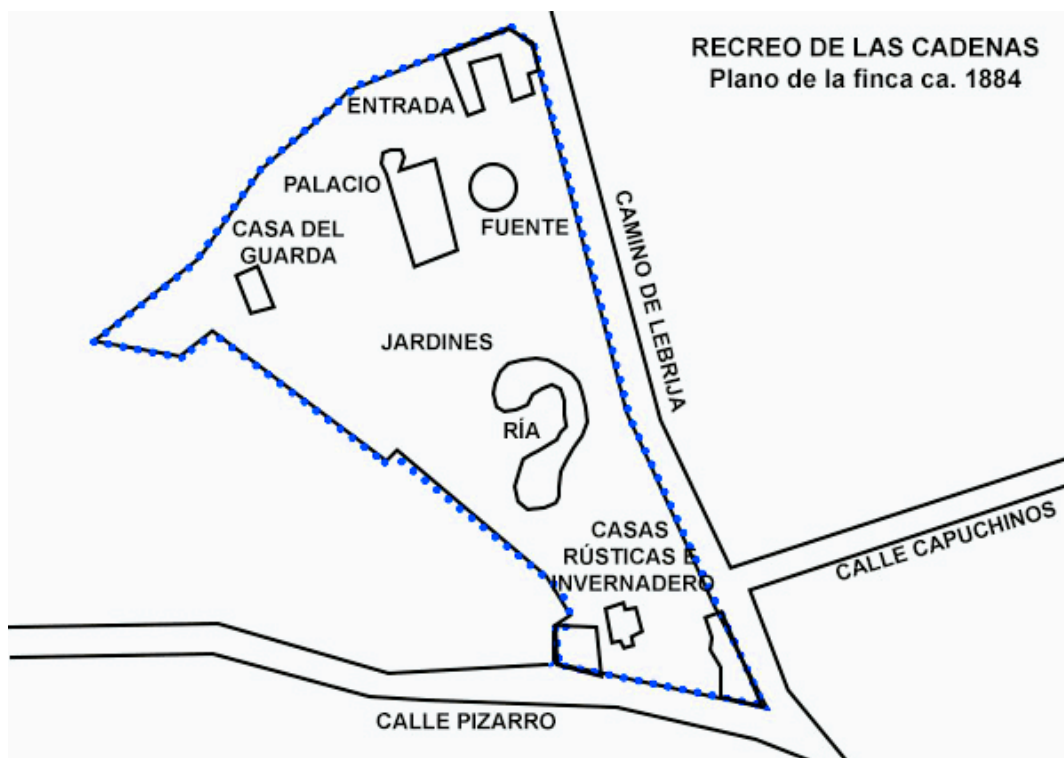 RECREO DE LAS CADENAS
Plano de la finca ca. 1884
ENTRADA
PALACIO
FUENTE
CASA DEL
GUARDA
CAMINO DE LEBRIJA
JARDINES
RÍA
CASAS
RÚSTICAS E
INVERNADERO
CALLE CAPUCHINOS
CALLE PIZARRO